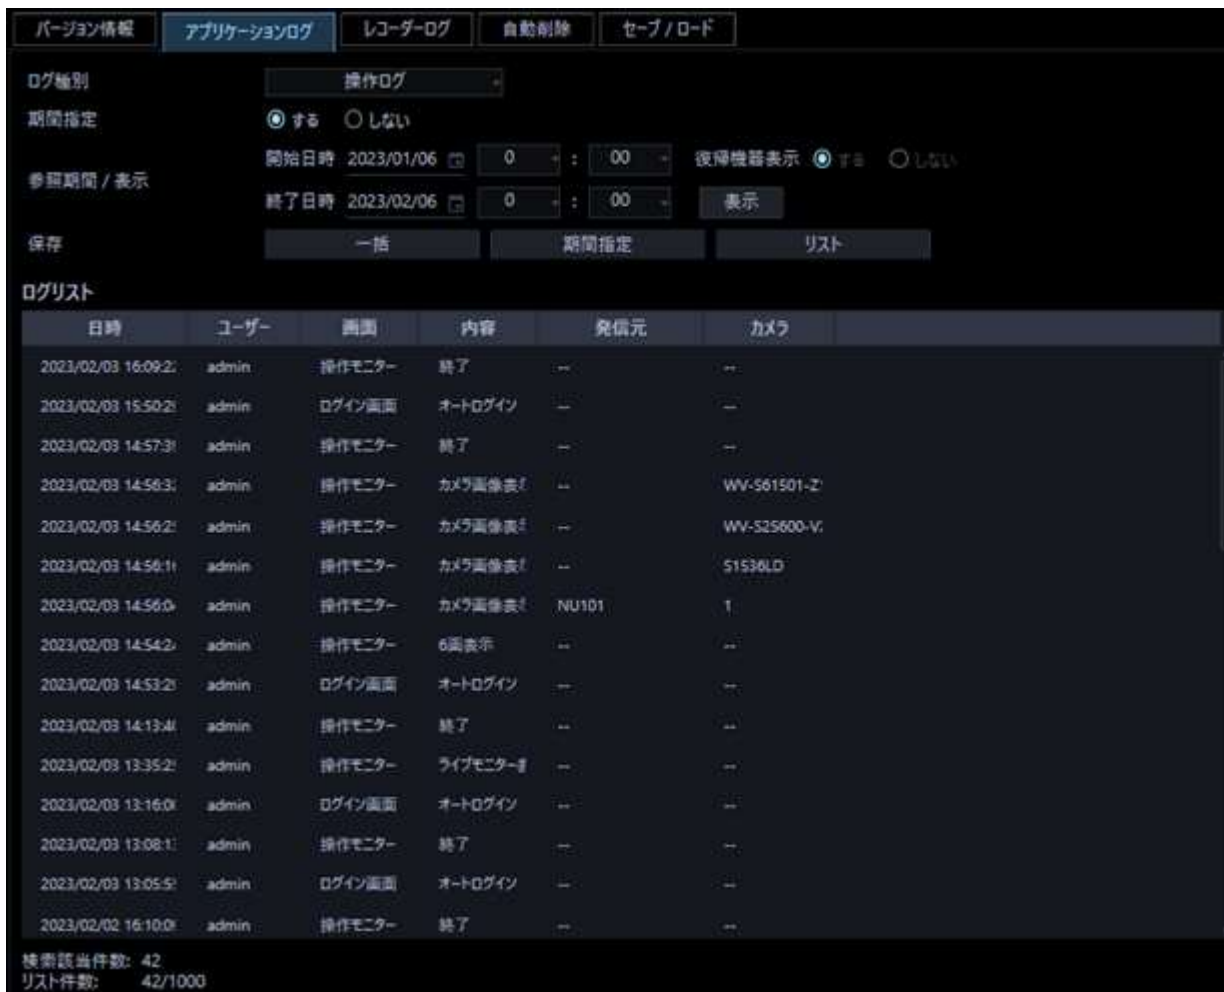 バージョン情報 アプリケーションログ レコーダーログ 自動削除 セーブ / ロード
ログ種別 操作ログ
期間指定 する しない
開始日時 2023/01/06 0 : 00 復帰機器表示 する しない
参照期間 / 表示
終了日時 2023/02/06 0 : 00 表示
保存 一括 期間指定 リスト
ログリスト
日時 ユーザー 画面 内容 発信元 カメラ
2023/02/03 16:09:2 admin 操作モニター 終了 -- --
2023/02/03 15:50:2 admin ログイン画面 オートログイン -- --
2023/02/03 14:57:3 admin 操作モニター 終了 -- --
2023/02/03 14:56:3 admin 操作モニター カメラ画像表 -- WV-S61501-Z
2023/02/03 14:56:2 admin 操作モニター カメラ画像表 -- WV-S25600-V
2023/02/03 14:56:1 admin 操作モニター カメラ画像表 -- S1536LD
2023/02/03 14:56:0 admin 操作モニター カメラ画像表 NU101 1
2023/02/03 14:54:2 admin 操作モニター 6画表示 -- --
2023/02/03 14:53:2 admin ログイン画面 オートログイン -- --
2023/02/03 14:13:4 admin 操作モニター 終了 -- --
2023/02/03 13:35:2 admin 操作モニター ライブモニター -- --
2023/02/03 13:16:0 admin ログイン画面 オートログイン -- --
2023/02/03 13:08:1 admin 操作モニター 終了 -- --
2023/02/03 13:05:5 admin ログイン画面 オートログイン -- --
2023/02/02 16:10:0 admin 操作モニター 終了 -- --
検索該当件数: 42
リスト件数: 42/1000